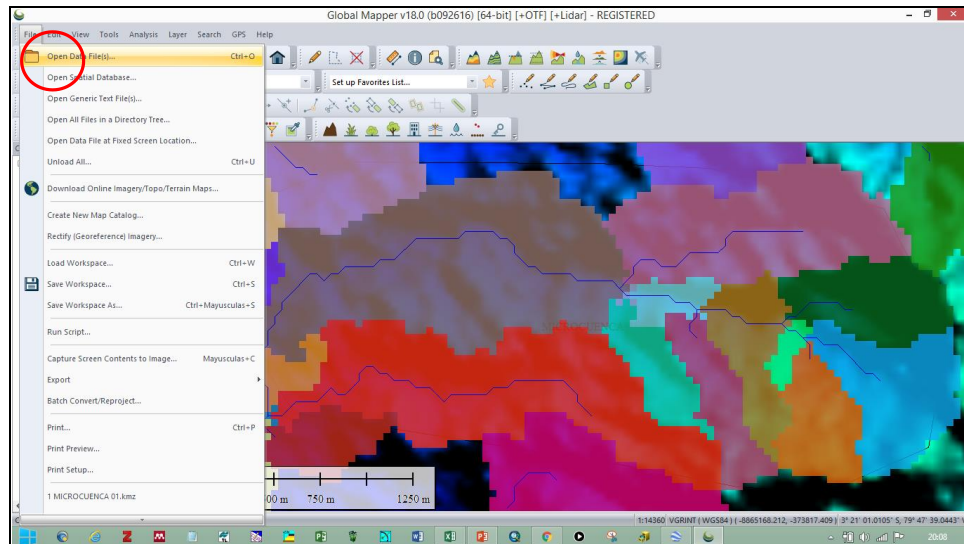 Global Mapper v18.0 (b092616) [64-bit] [+OTF] [+Lidar] - REGISTERED
File Edit View Tools Analysis Layer Search GPS Help
Open Data File(s)... Ctrl+O
Open Spatial Database...
Open Generic Text File(s)...
Open All Files in a Directory Tree...
Open Data File at Fixed Screen Location...
Unload All... Ctrl+U
Download Online Imagery/Topo/Terrain Maps...
Create New Map Catalog...
Rectify (Georeference) Imagery...
Load Workspace... Ctrl+W
Save Workspace... Ctrl+S
Save Workspace As... Ctrl+Mayusculas+S
Run Script...
Capture Screen Contents to Image... Mayusculas+C
Export
Batch Convert/Reproject...
Print... Ctrl+P
Print Preview...
Print Setup...
1 MICROCUENCA 01.kmz
Set up Favorites List...
00 m 750 m 1250 m
1:14360 VGRINT ( WGS84 ) ( -8865168.212, -373817.409 ) 3° 21' 01.0105" S, 79° 47' 39.0443"
20:08